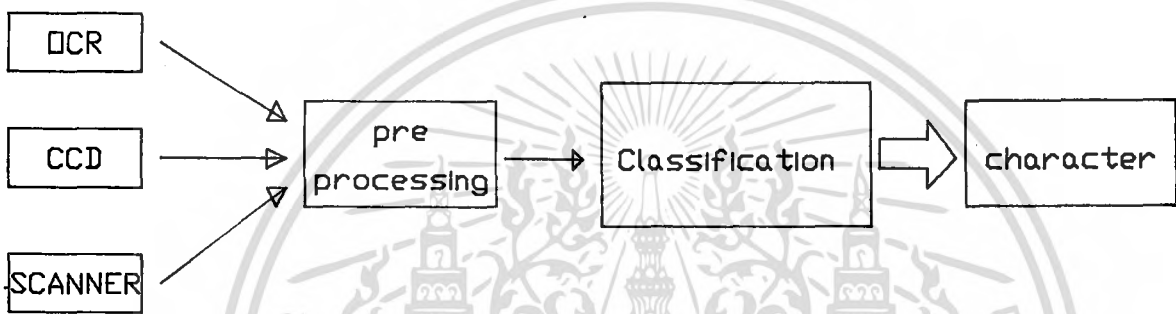 OCR
CCD
SCANNER
pre
processing
Classification
character